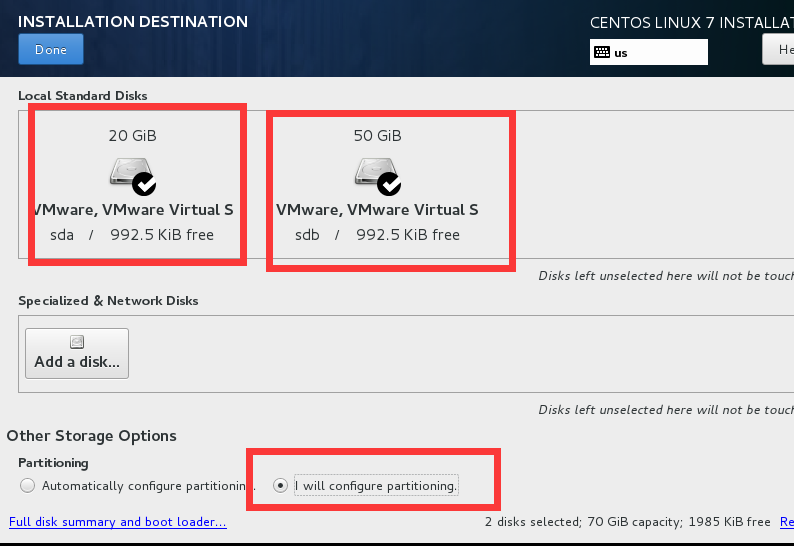 INSTALLATION DESTINATION
CENTOS LINUX 7 INSTALLAT
Done
us
He
Local Standard Disks
20 GiB
50 GiB
VMware, VMware Virtual S
VMware, VMware Virtual S
sda / 992.5 KiB free
sdb / 992.5 KiB free
Disks left unselected here will not be touch
Specialized & Network Disks
Add a disk...
Disks left unselected here will not be touch
Other Storage Options
Partitioning
Automatically configure partitionin .
I will configure partitioning.
Full disk summary and boot loader...
2 disks selected; 70 GiB capacity; 1985 KiB free
Re